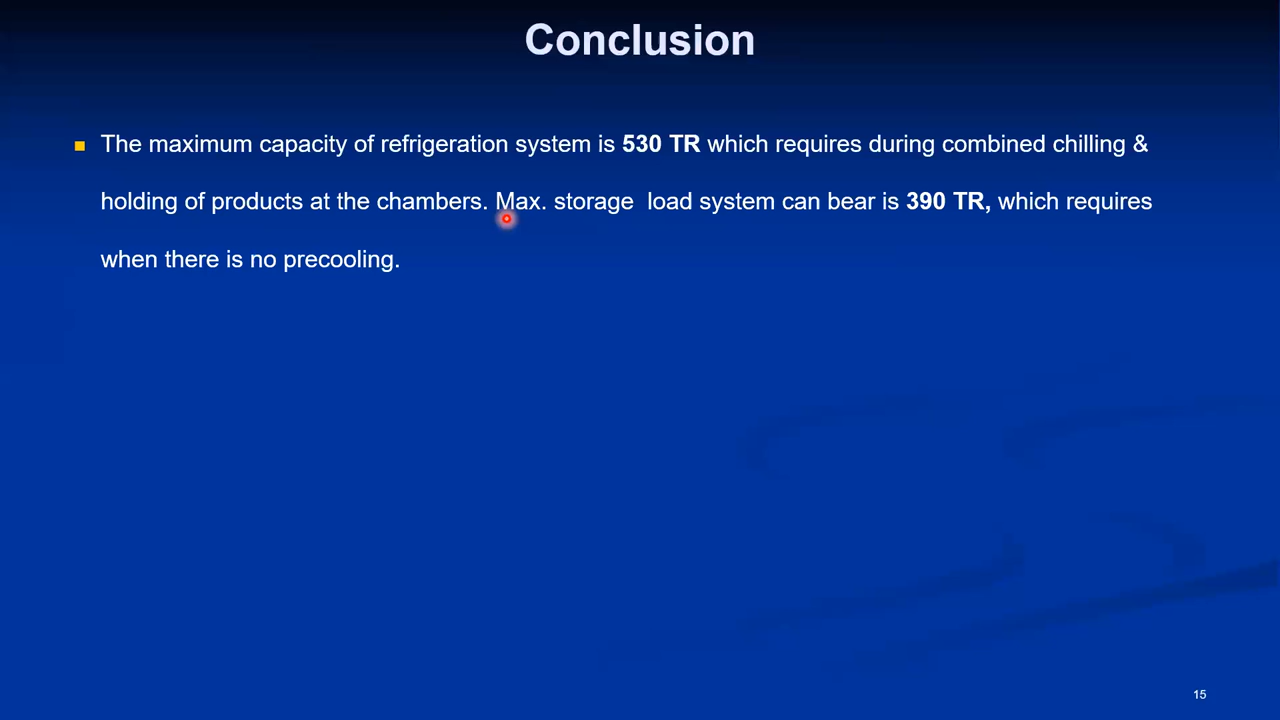 Conclusion
The maximum capacity of refrigeration system is 530 TR which requires during combined chilling &
holding of products at the chambers. Max. storage load system can bear is 390 TR, which requires
when there is no precooling.
15